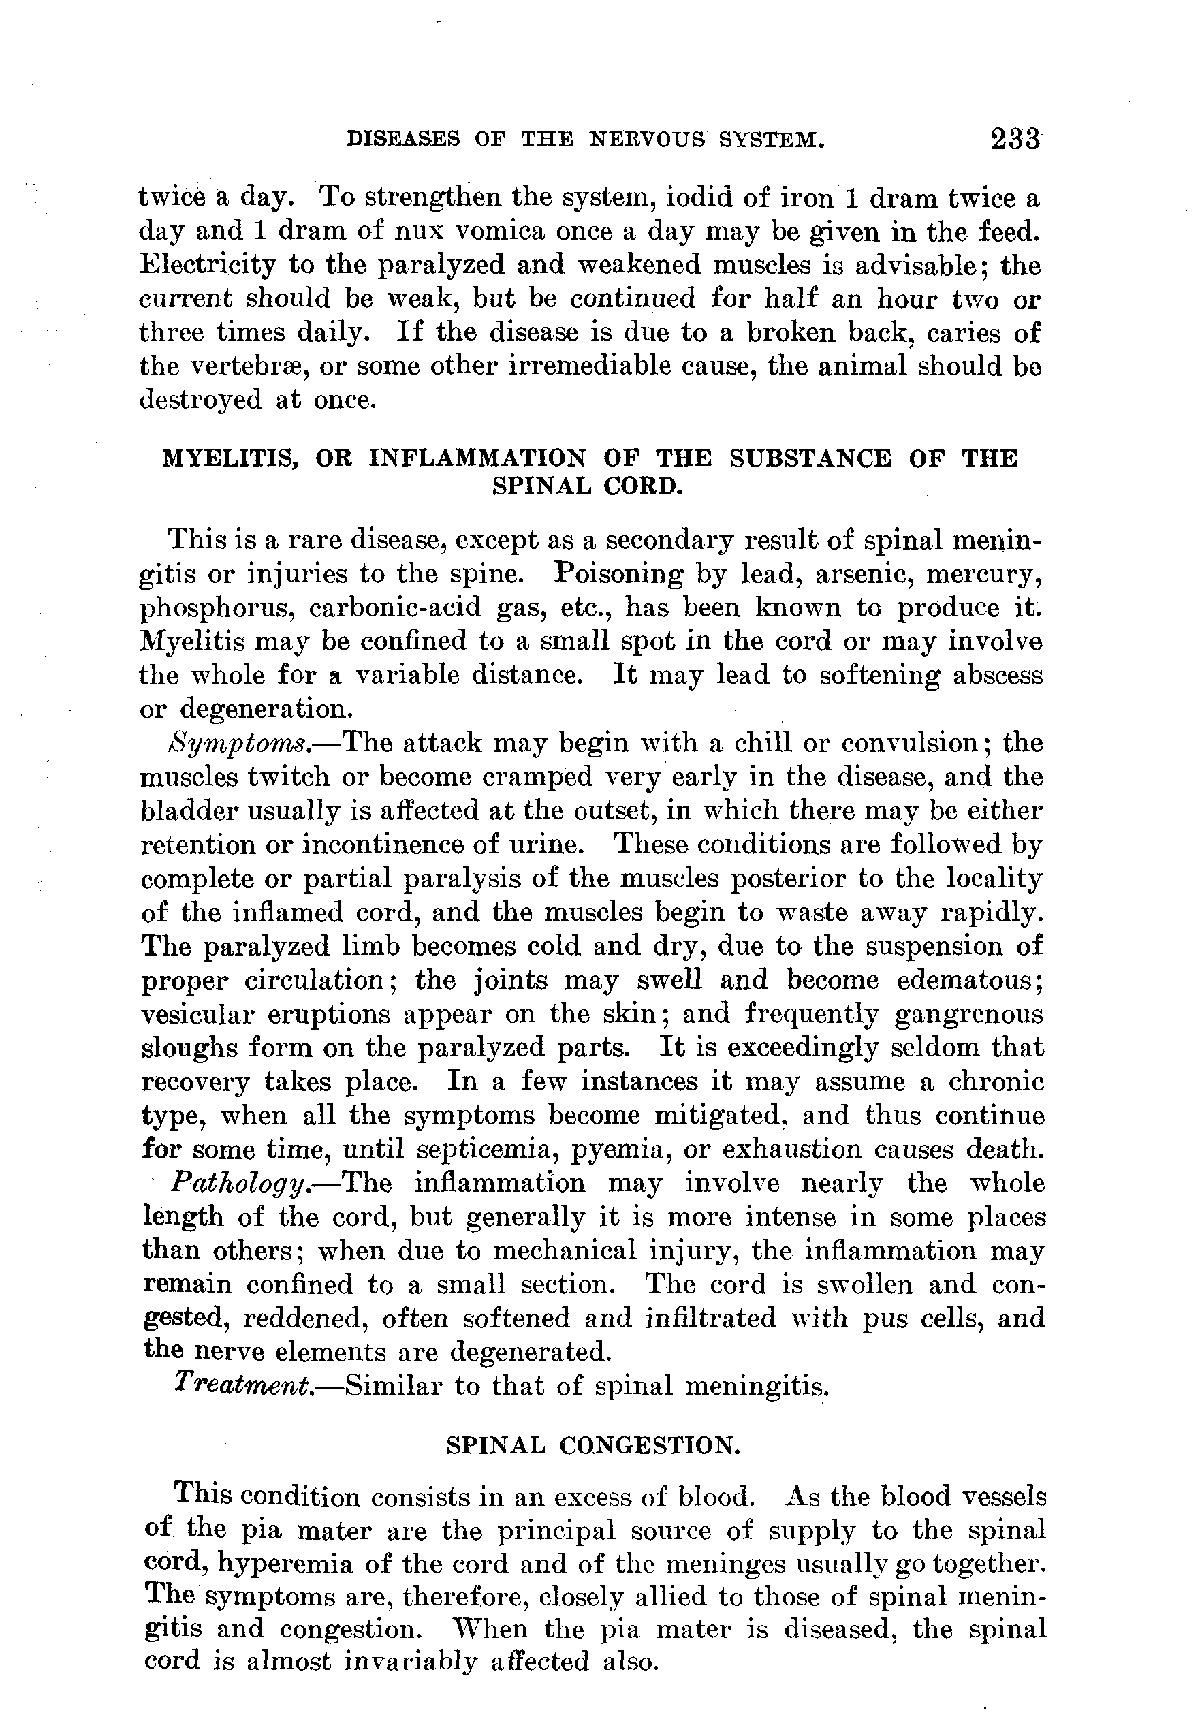 DISEASES OF THE NERVOUS SYSTEM. 233
twice a day. To strengthen the system, iodid of iron 1 dram twice a
day and 1 dram of nux vomica once a day may be given in the feed.
Electricity to the paralyzed and weakened muscles is advisable; the
current should be weak, but be continued for half an hour two or
three times daily. If the disease is due to a broken back, caries of
the vertebræ, or some other irremediable cause, the animal should be
destroyed at once.
MYELITIS, OR INFLAMMATION OF THE SUBSTANCE OF THE
SPINAL CORD.
This is a rare disease, except as a secondary result of spinal menin-
gitis or injuries to the spine. Poisoning by lead, arsenic, mercury,
phosphorus, carbonic-acid gas, etc., has been known to produce it.
Myelitis may be confined to a small spot in the cord or may involve
the whole for a variable distance. It may lead to softening abscess
or degeneration.
Symptoms.—The attack may begin with a chill or convulsion; the
muscles twitch or become cramped very early in the disease, and the
bladder usually is affected at the outset, in which there may be either
retention or incontinence of urine. These conditions are followed by
complete or partial paralysis of the muscles posterior to the locality
of the inflamed cord, and the muscles begin to waste away rapidly.
The paralyzed limb becomes cold and dry, due to the suspension of
proper circulation; the joints may swell and become edematous;
vesicular eruptions appear on the skin; and frequently gangrenous
sloughs form on the paralyzed parts. It is exceedingly seldom that
recovery takes place. In a few instances it may assume a chronic
type, when all the symptoms become mitigated, and thus continue
for some time, until septicemia, pyemia, or exhaustion causes death.
Pathology.—The inflammation may involve nearly the whole
length of the cord, but generally it is more intense in some places
than others; when due to mechanical injury, the inflammation may
remain confined to a small section. The cord is swollen and con-
gested, reddened, often softened and infiltrated with pus cells, and
the nerve elements are degenerated.
Treatment.—Similar to that of spinal meningitis.
SPINAL CONGESTION.
This condition consists in an excess of blood. As the blood vessels
of the pia mater are the principal source of supply to the spinal
cord, hyperemia of the cord and of the meninges usually go together.
The symptoms are, therefore, closely allied to those of spinal menin-
gitis and congestion. When the pia mater is diseased, the spinal
cord is almost invariably affected also.